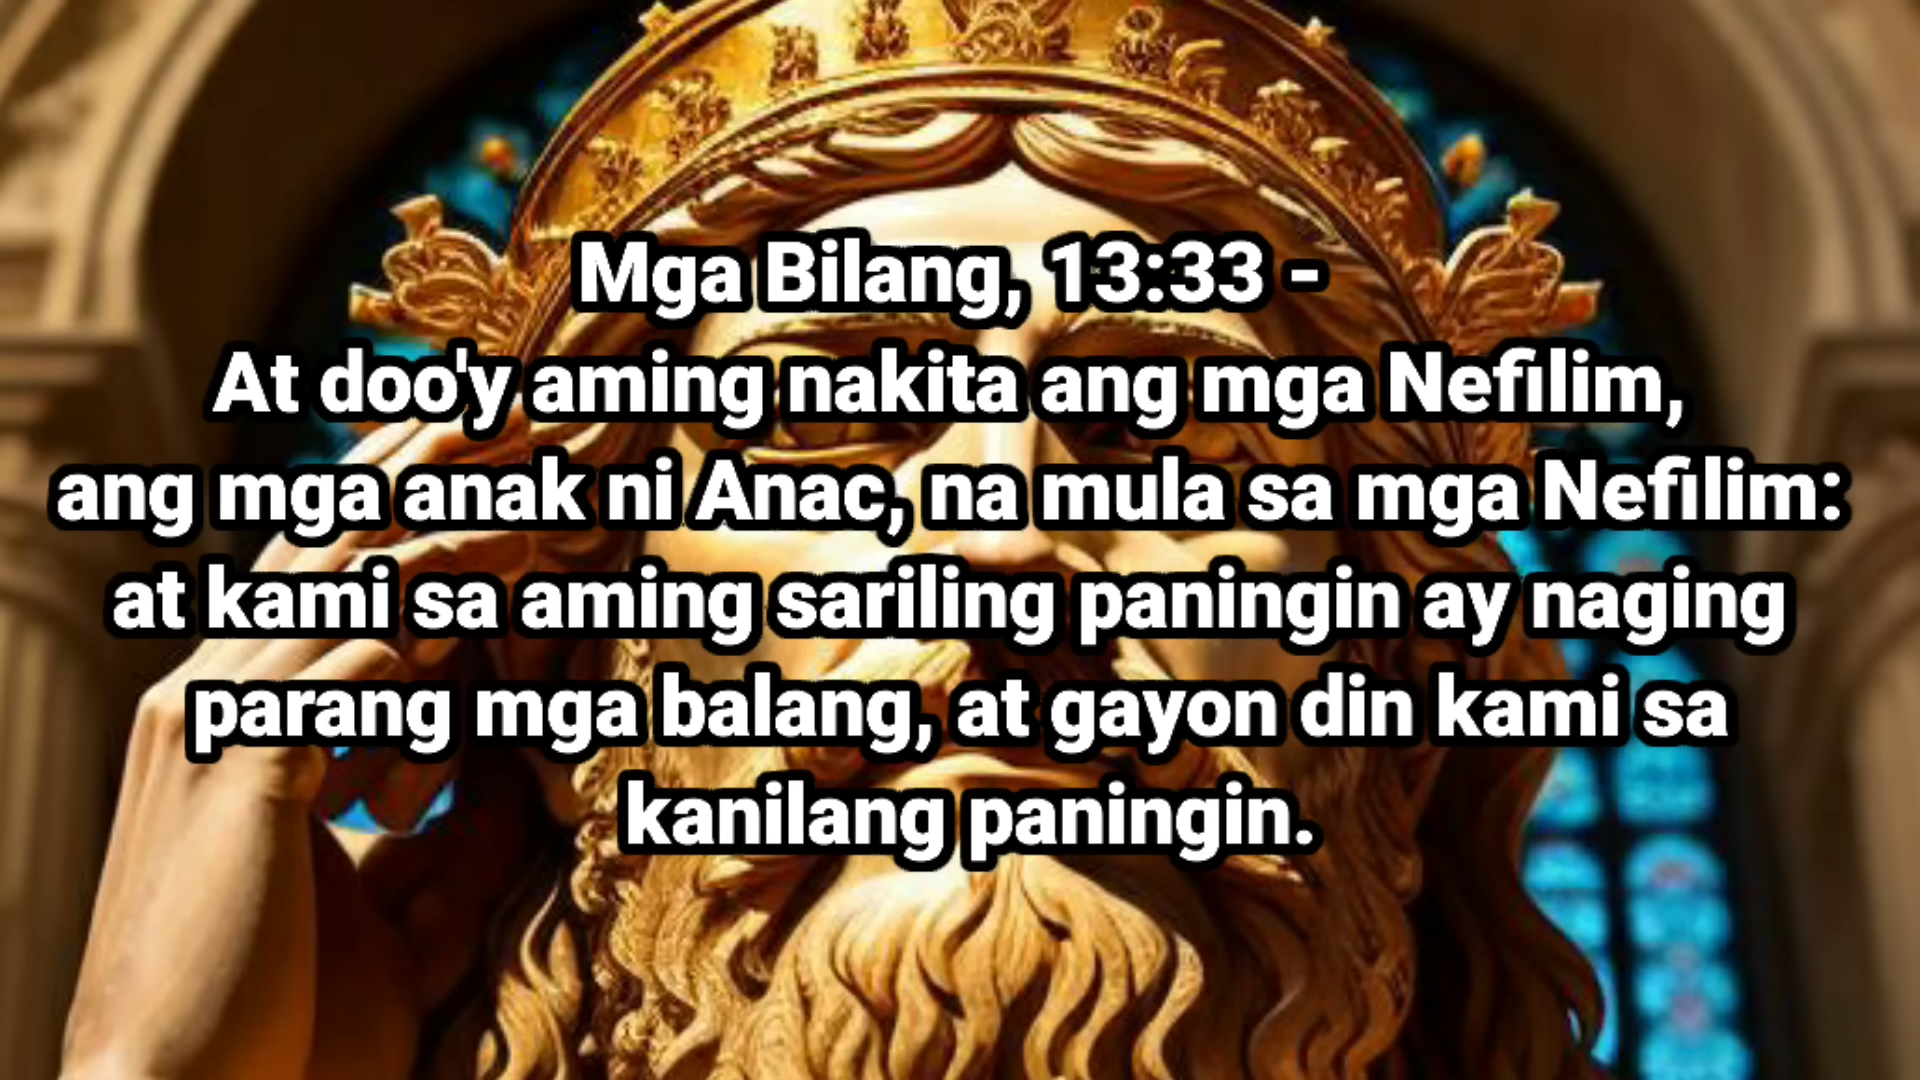 Mga Bilang, 13:33 -
At doo'y aming nakita ang mga Nefilim,
ang mga anak ni Anac, na mula sa mga Nefilim:
at kami sa aming sariling paningin ay naging
parang mga balang, at gayon din kami sa
kanilang paningin.